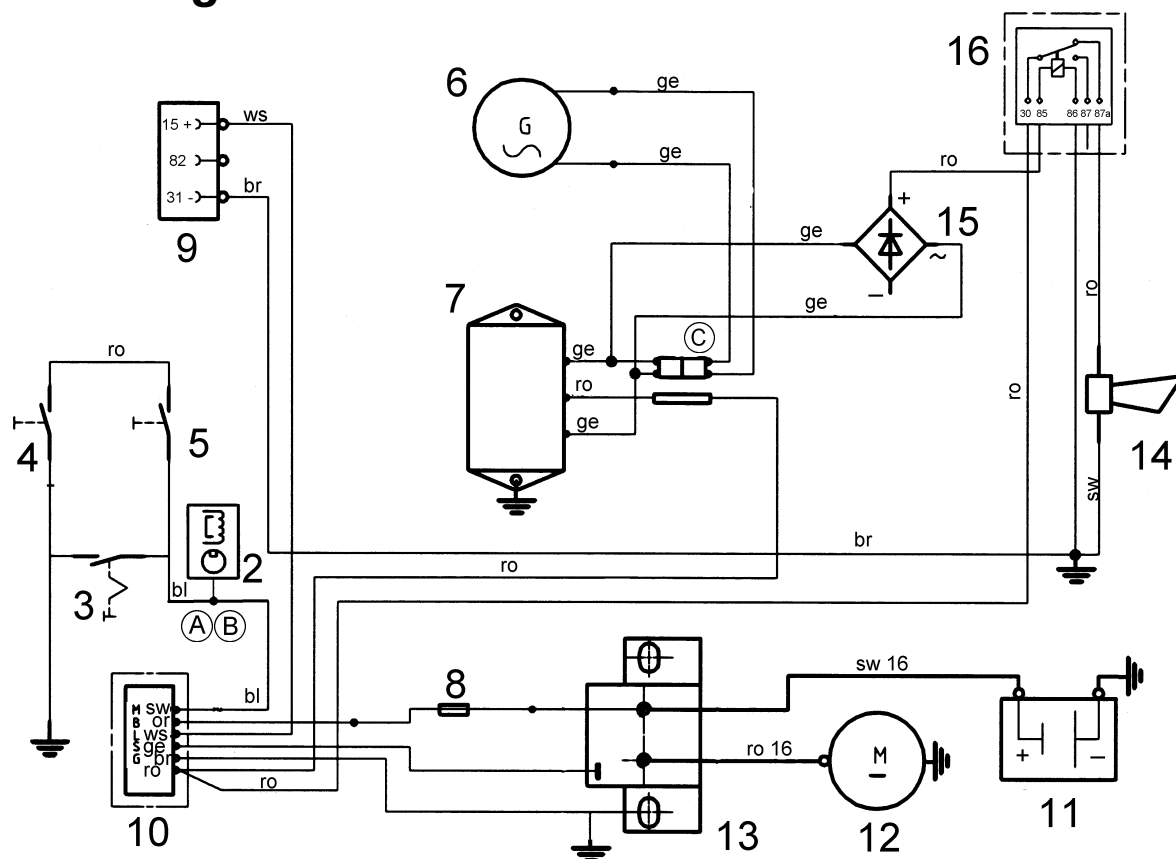 g
6
ge
16
30 85 86 87 87a
G
15 +
ws
82
31 -
br
9
ge
ro
+
15
ge
~
–
7
ge
C
ge
ro
ge
ro
ro
14
sw
ro
4
5
2
3
bl
A B
br
ro
M B L S G
sw
or
ws
ge
br
ro
bl
ro
10
8
13
sw 16
ro 16
M
12
+ –
11